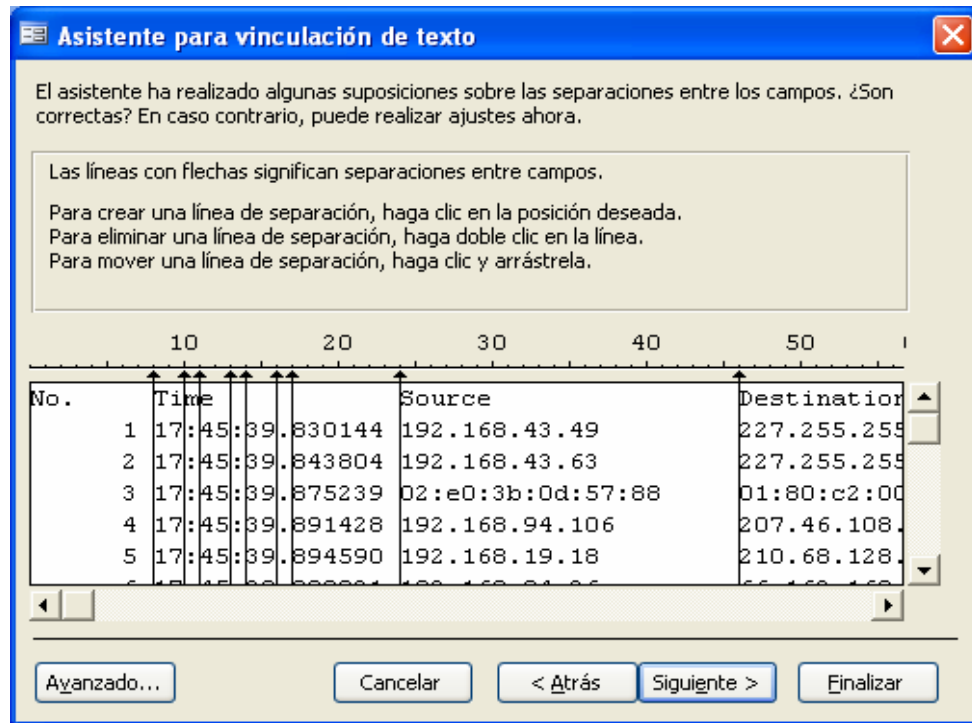 Asistente para vinculación de texto
El asistente ha realizado algunas suposiciones sobre las separaciones entre los campos. ¿Son
correctas? En caso contrario, puede realizar ajustes ahora.
Las líneas con flechas significan separaciones entre campos.
Para crear una línea de separación, haga clic en la posición deseada.
Para eliminar una línea de separación, haga doble clic en la línea.
Para mover una línea de separación, haga clic y arrástrela.
10 20 30 40 50
No. Time Source Destination
1 17:45:39.830144 192.168.43.49 227.255.255
2 17:45:39.843804 192.168.43.63 227.255.255
3 17:45:39.875239 02:e0:3b:0d:57:88 01:80:c2:00
4 17:45:39.891428 192.168.94.106 207.46.108.
5 17:45:39.894590 192.168.19.18 210.68.128.
Avanzado... Cancelar < Atrás Siguiente > Finalizar